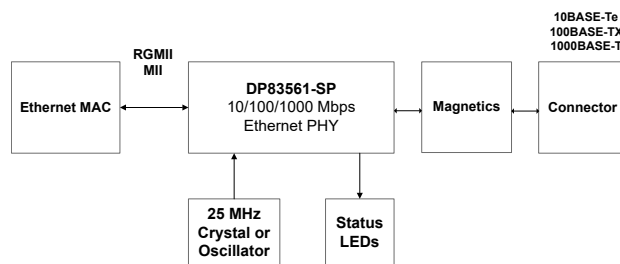 10BASE-Te
100BASE-TX
1000BASE-T
RGMII
MII
Ethernet MAC
DP83561-SP
10/100/1000 Mbps
Ethernet PHY
Magnetics
Connector
25 MHz
Crystal or
Oscillator
Status
LEDs